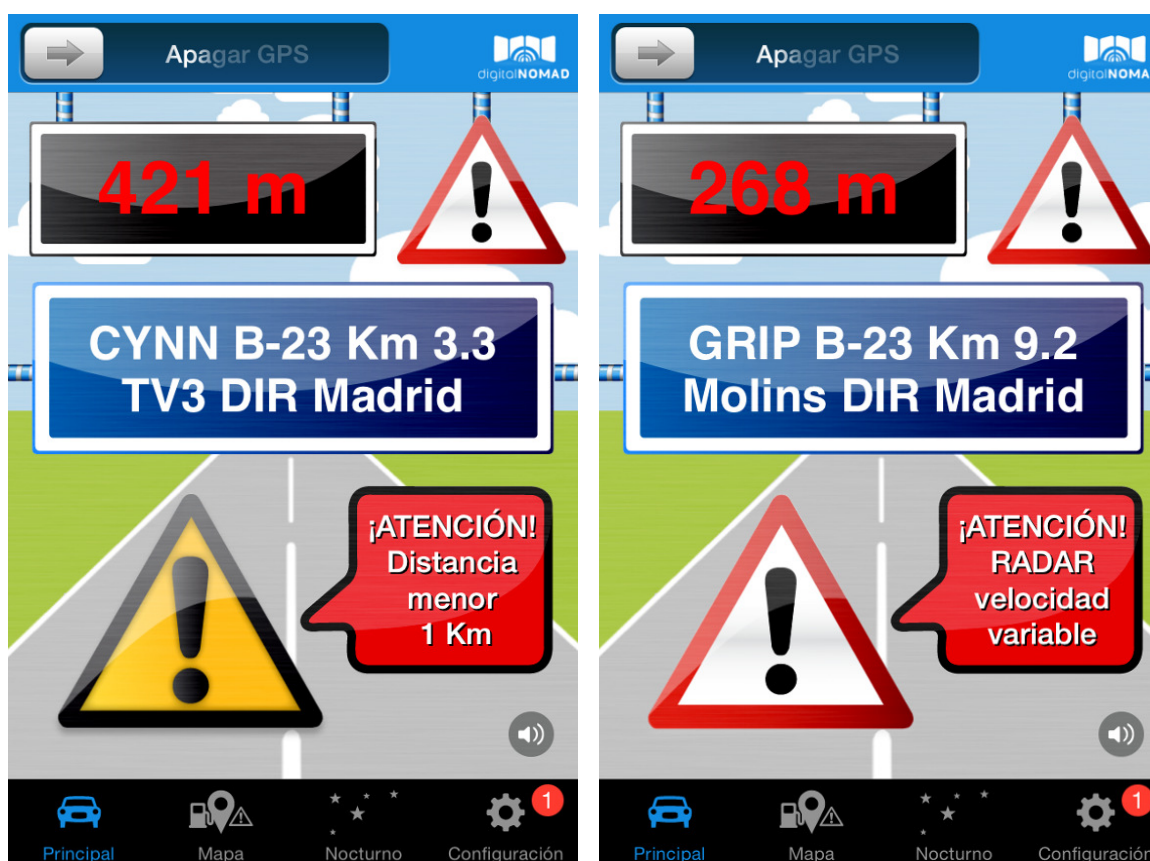 Apagar GPS
digitalNOMAD
421 m
CYNN B-23 Km 3.3
TV3 DIR Madrid
¡ATENCIÓN!
Distancia
menor
1 Km
1
Principal
Mapa
Nocturno
Configuración
Apagar GPS
digitalNOMA
268 m
GRIP B-23 Km 9.2
Molins DIR Madrid
¡ATENCIÓN!
RADAR
velocidad
variable
1
Principal
Mapa
Nocturno
Configuración